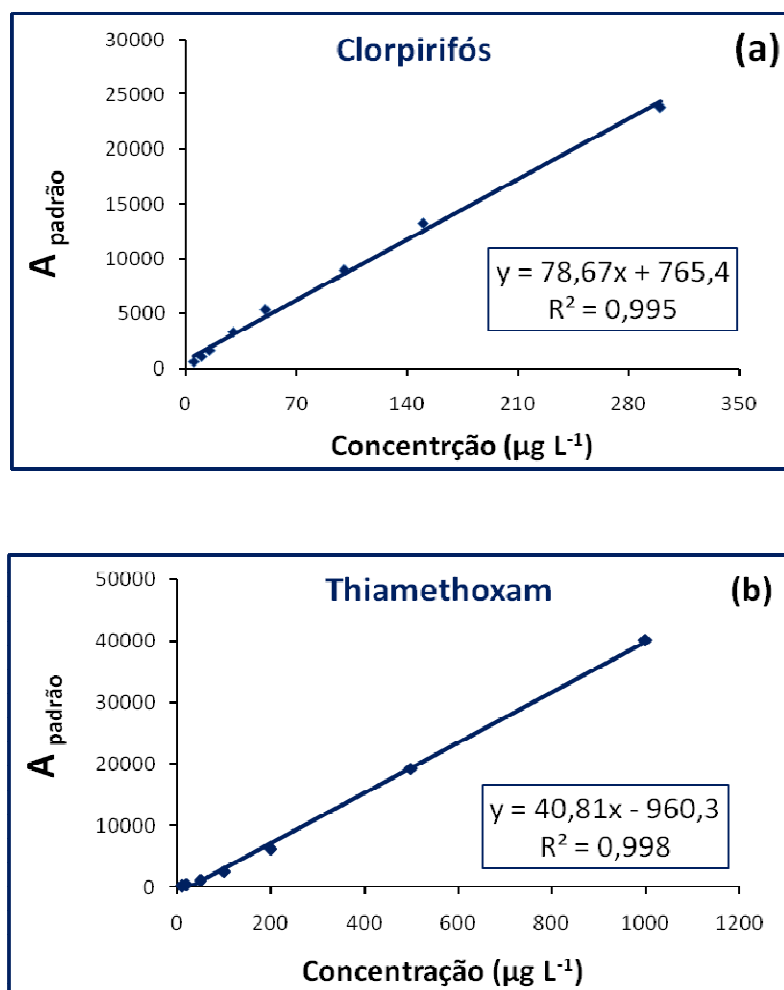 Clorpirifós
(a)
30000
25000
20000
15000
10000
5000
0
A padrão
y = 78,67x + 765,4
R² = 0,995
0 70 140 210 280 350
Concentrção (µg L⁻¹)
Thiamethoxam
(b)
50000
40000
30000
20000
10000
0
A padrão
y = 40,81x - 960,3
R² = 0,998
0 200 400 600 800 1000 1200
Concentração (µg L⁻¹)